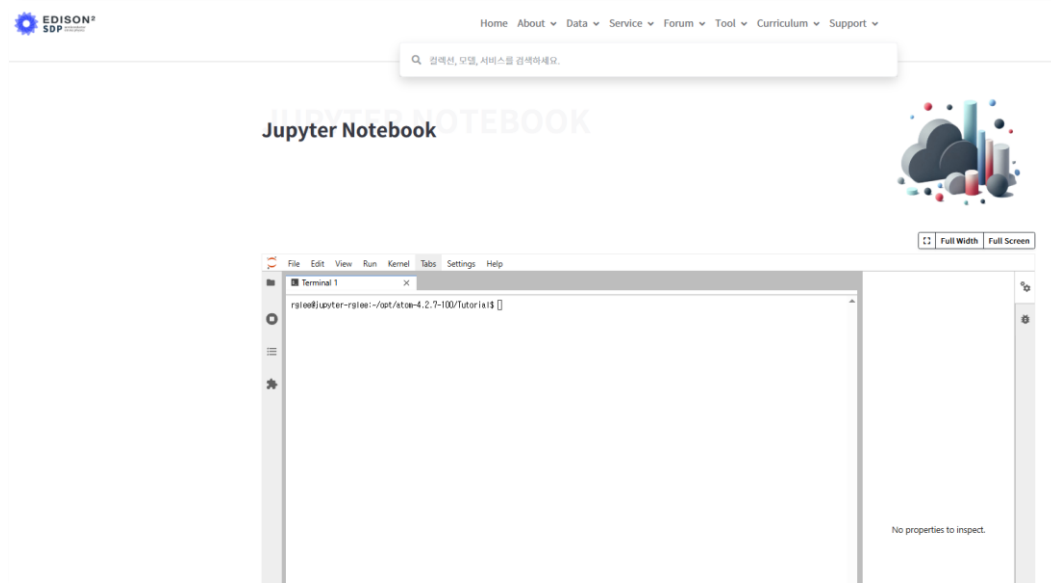 EDISON²
SDP
Home About Data Service Forum Tool Curriculum Support
컬렉션, 모델, 서비스를 검색하세요.
JUPYTER NOTEBOOK
Jupyter Notebook
Full Width Full Screen
File Edit View Run Kernel Tabs Settings Help
Terminal 1
rglee@jupyter-rglee:~/opt/atom-4.2.7-100/Tutorial$
No properties to inspect.